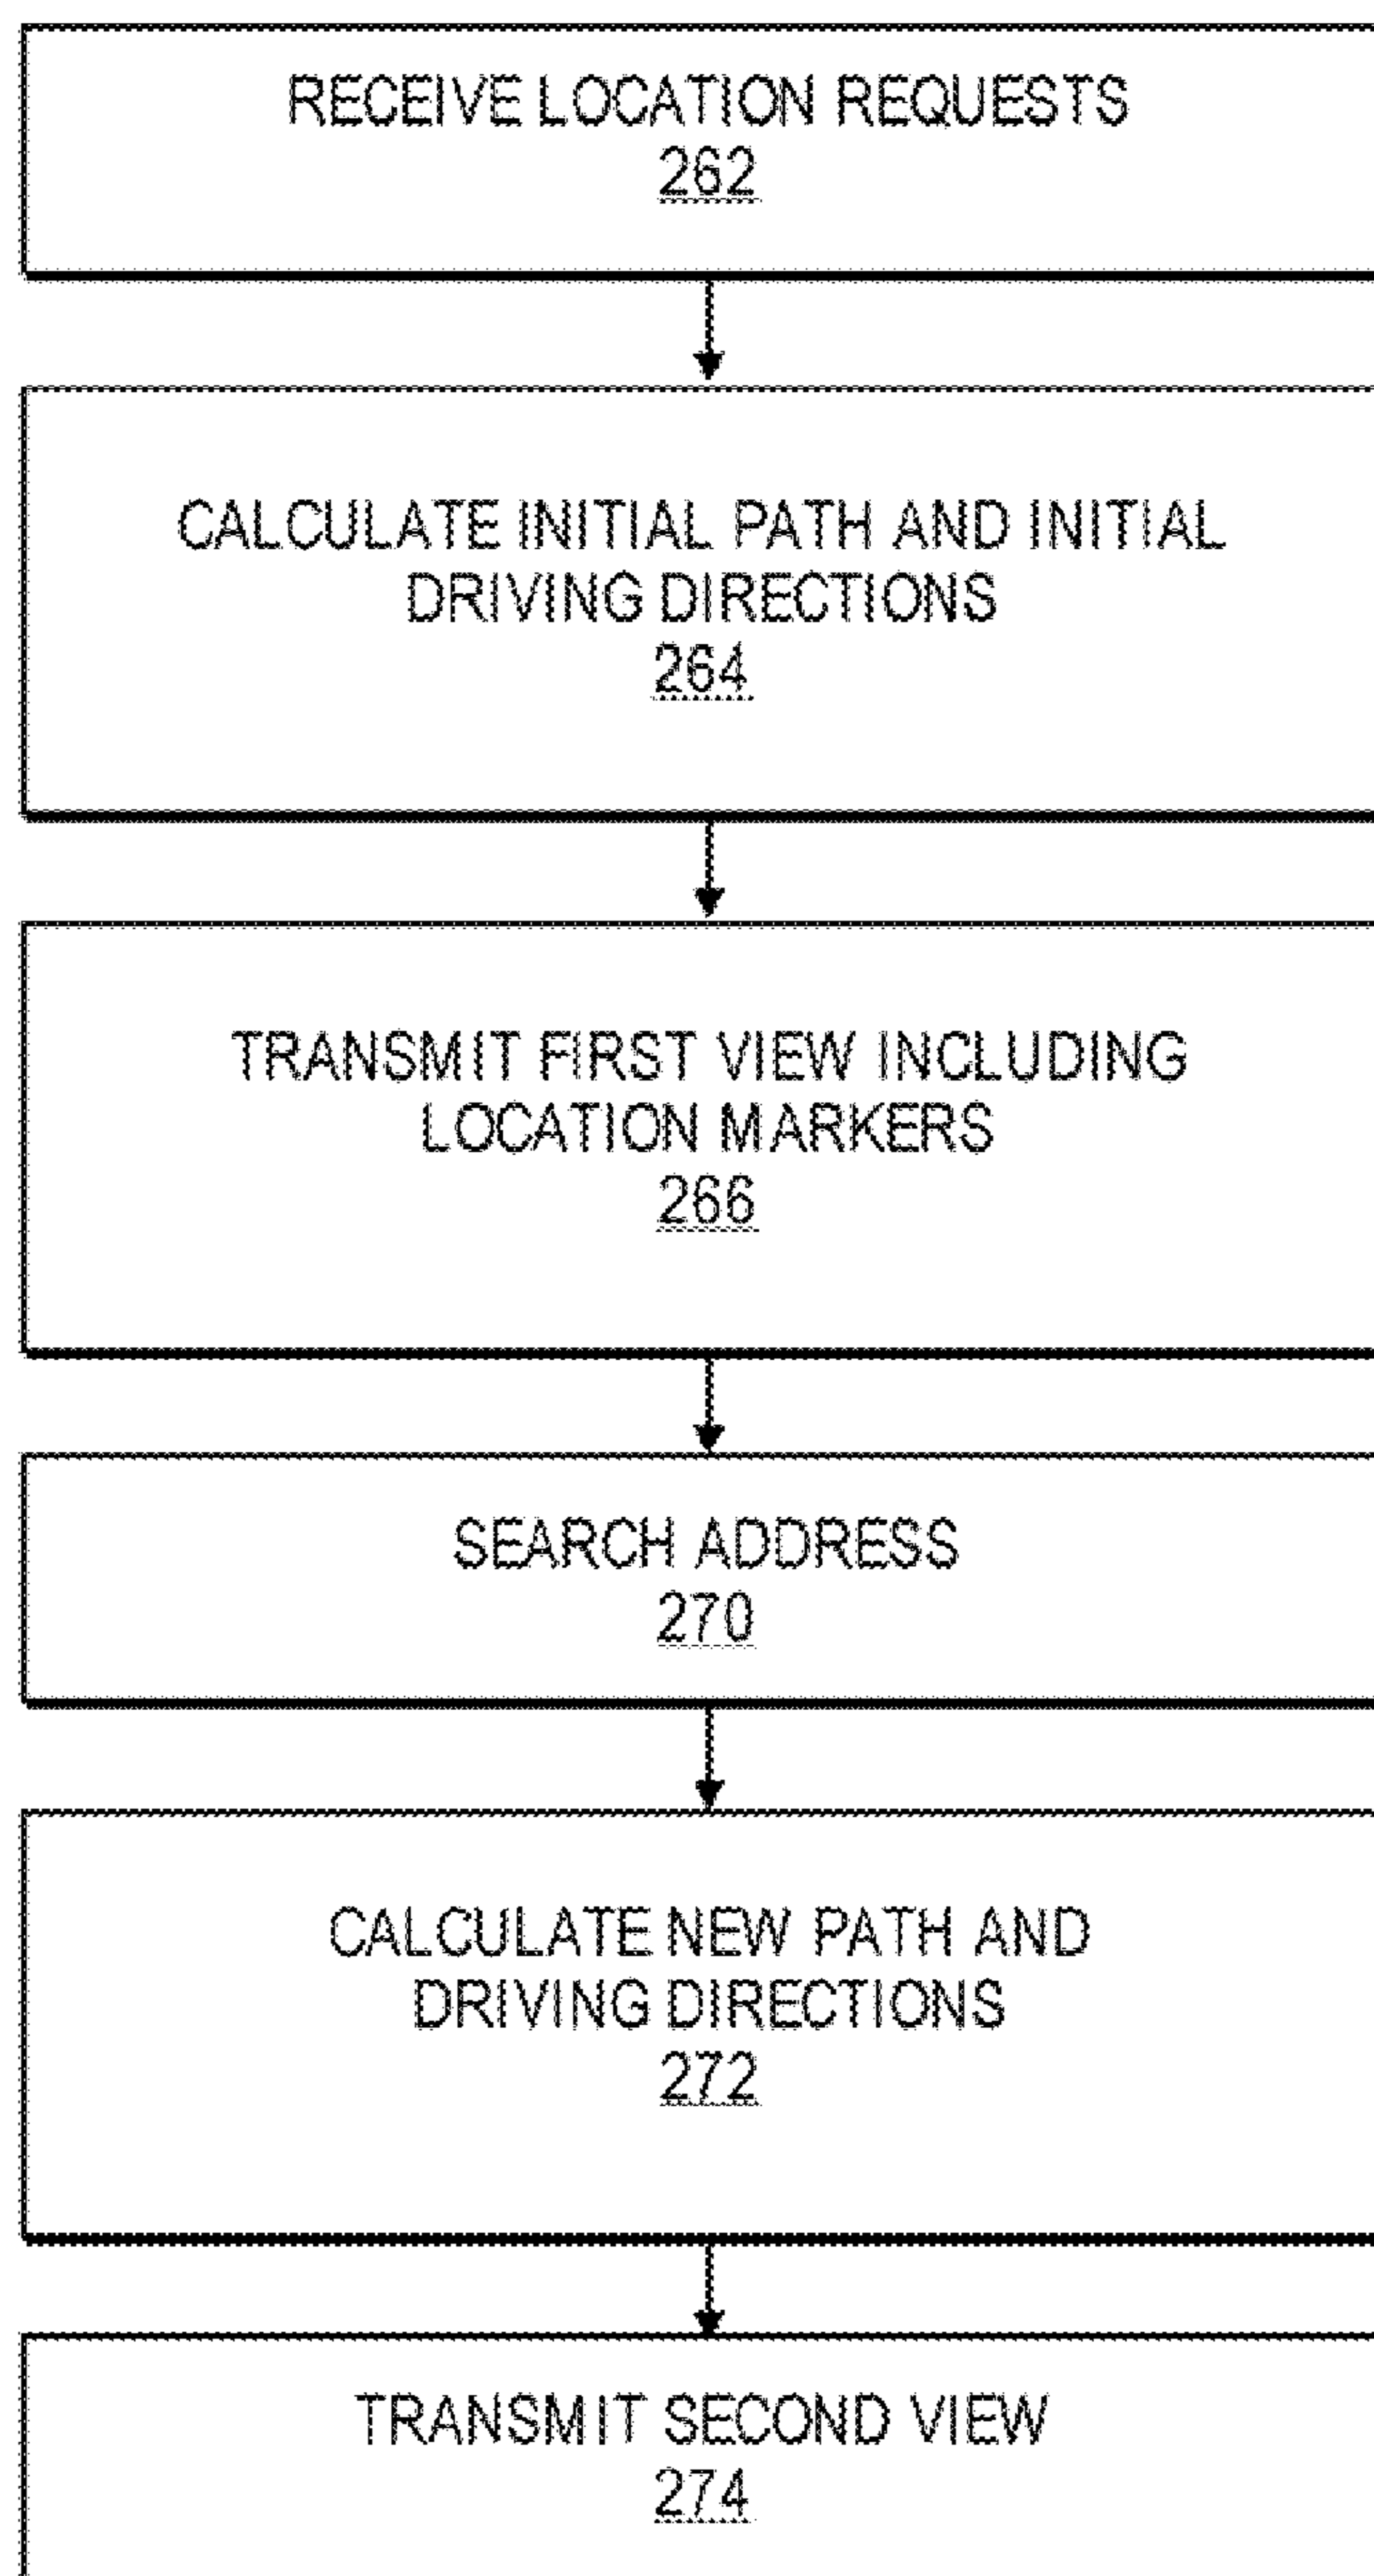 RECEIVE LOCATION REQUESTS
262
CALCULATE INITIAL PATH AND INITIAL
DRIVING DIRECTIONS
264
TRANSMIT FIRST VIEW INCLUDING
LOCATION MARKERS
266
SEARCH ADDRESS
270
CALCULATE NEW PATH AND
DRIVING DIRECTIONS
272
TRANSMIT SECOND VIEW
274